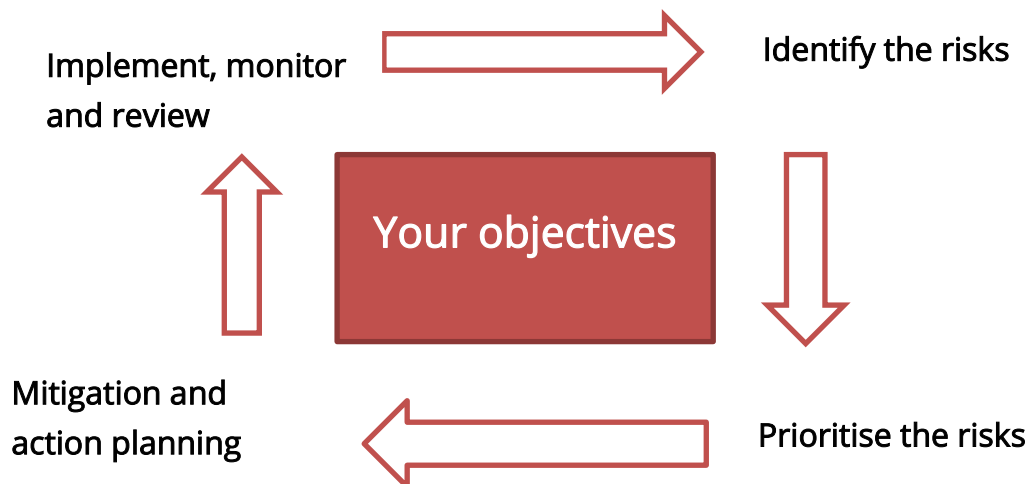 Implement, monitor
and review
Identify the risks
Your objectives
Mitigation and
action planning
Prioritise the risks